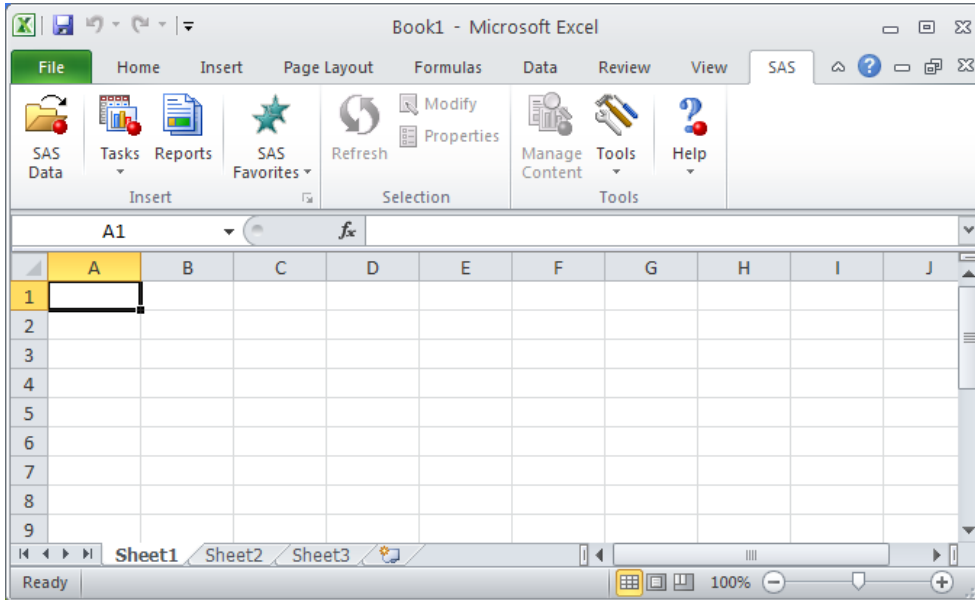 Book1 - Microsoft Excel
File Home Insert Page Layout Formulas Data Review View SAS
SAS Data
Tasks
Reports
SAS Favorites
Insert
Refresh
Modify
Properties
Selection
Manage Content
Tools
Help
Tools
A1 fx
A B C D E F G H I J
1
2
3
4
5
6
7
8
9
Sheet1 Sheet2 Sheet3
Ready 100%